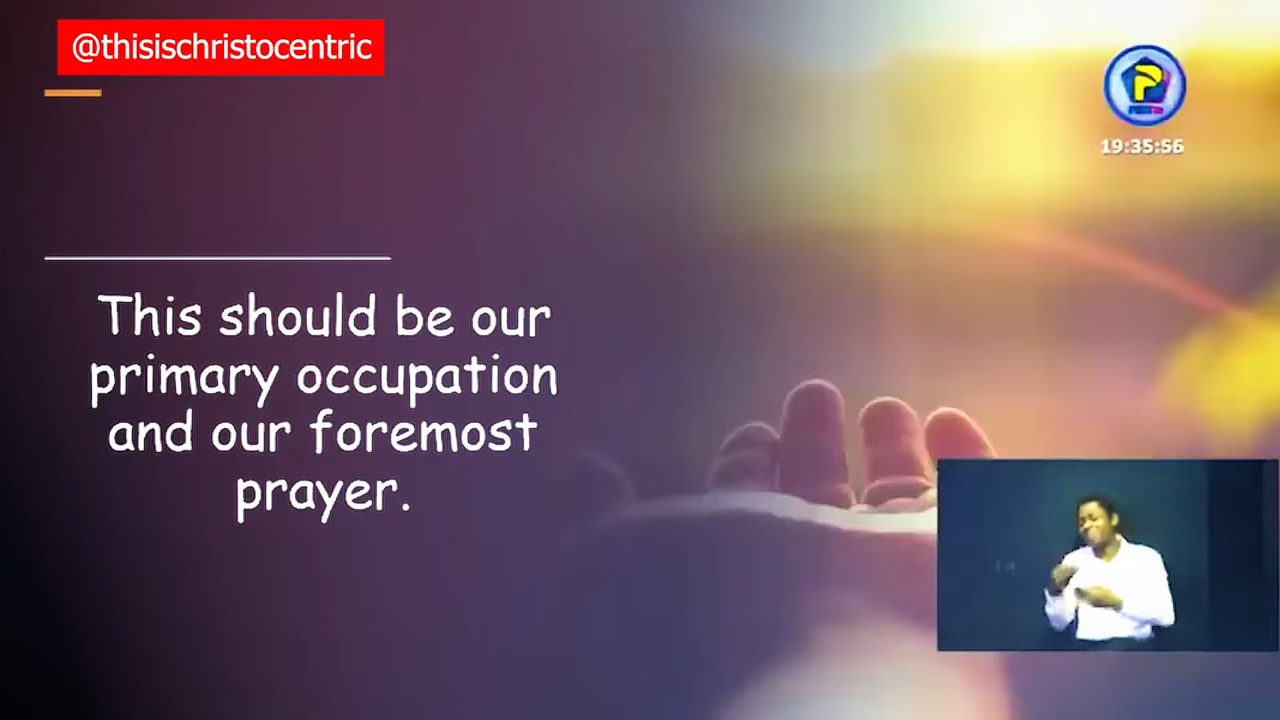 @thisischristocentric
P
19:35:56
This should be our
primary occupation
and our foremost
prayer.